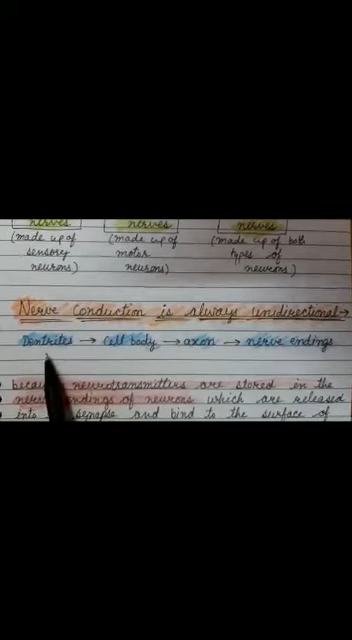 nerves nerves nerves
(made up of (made up of (made up of both
sensory motor types of
neurons) neurons) neurons)
Nerve Conduction is always unidirectional→
Dentrites → Cell body → axon → nerve endings
because neurotransmitters are stored in the
nerve endings of neurons which are released
into synapse and bind to the surface of